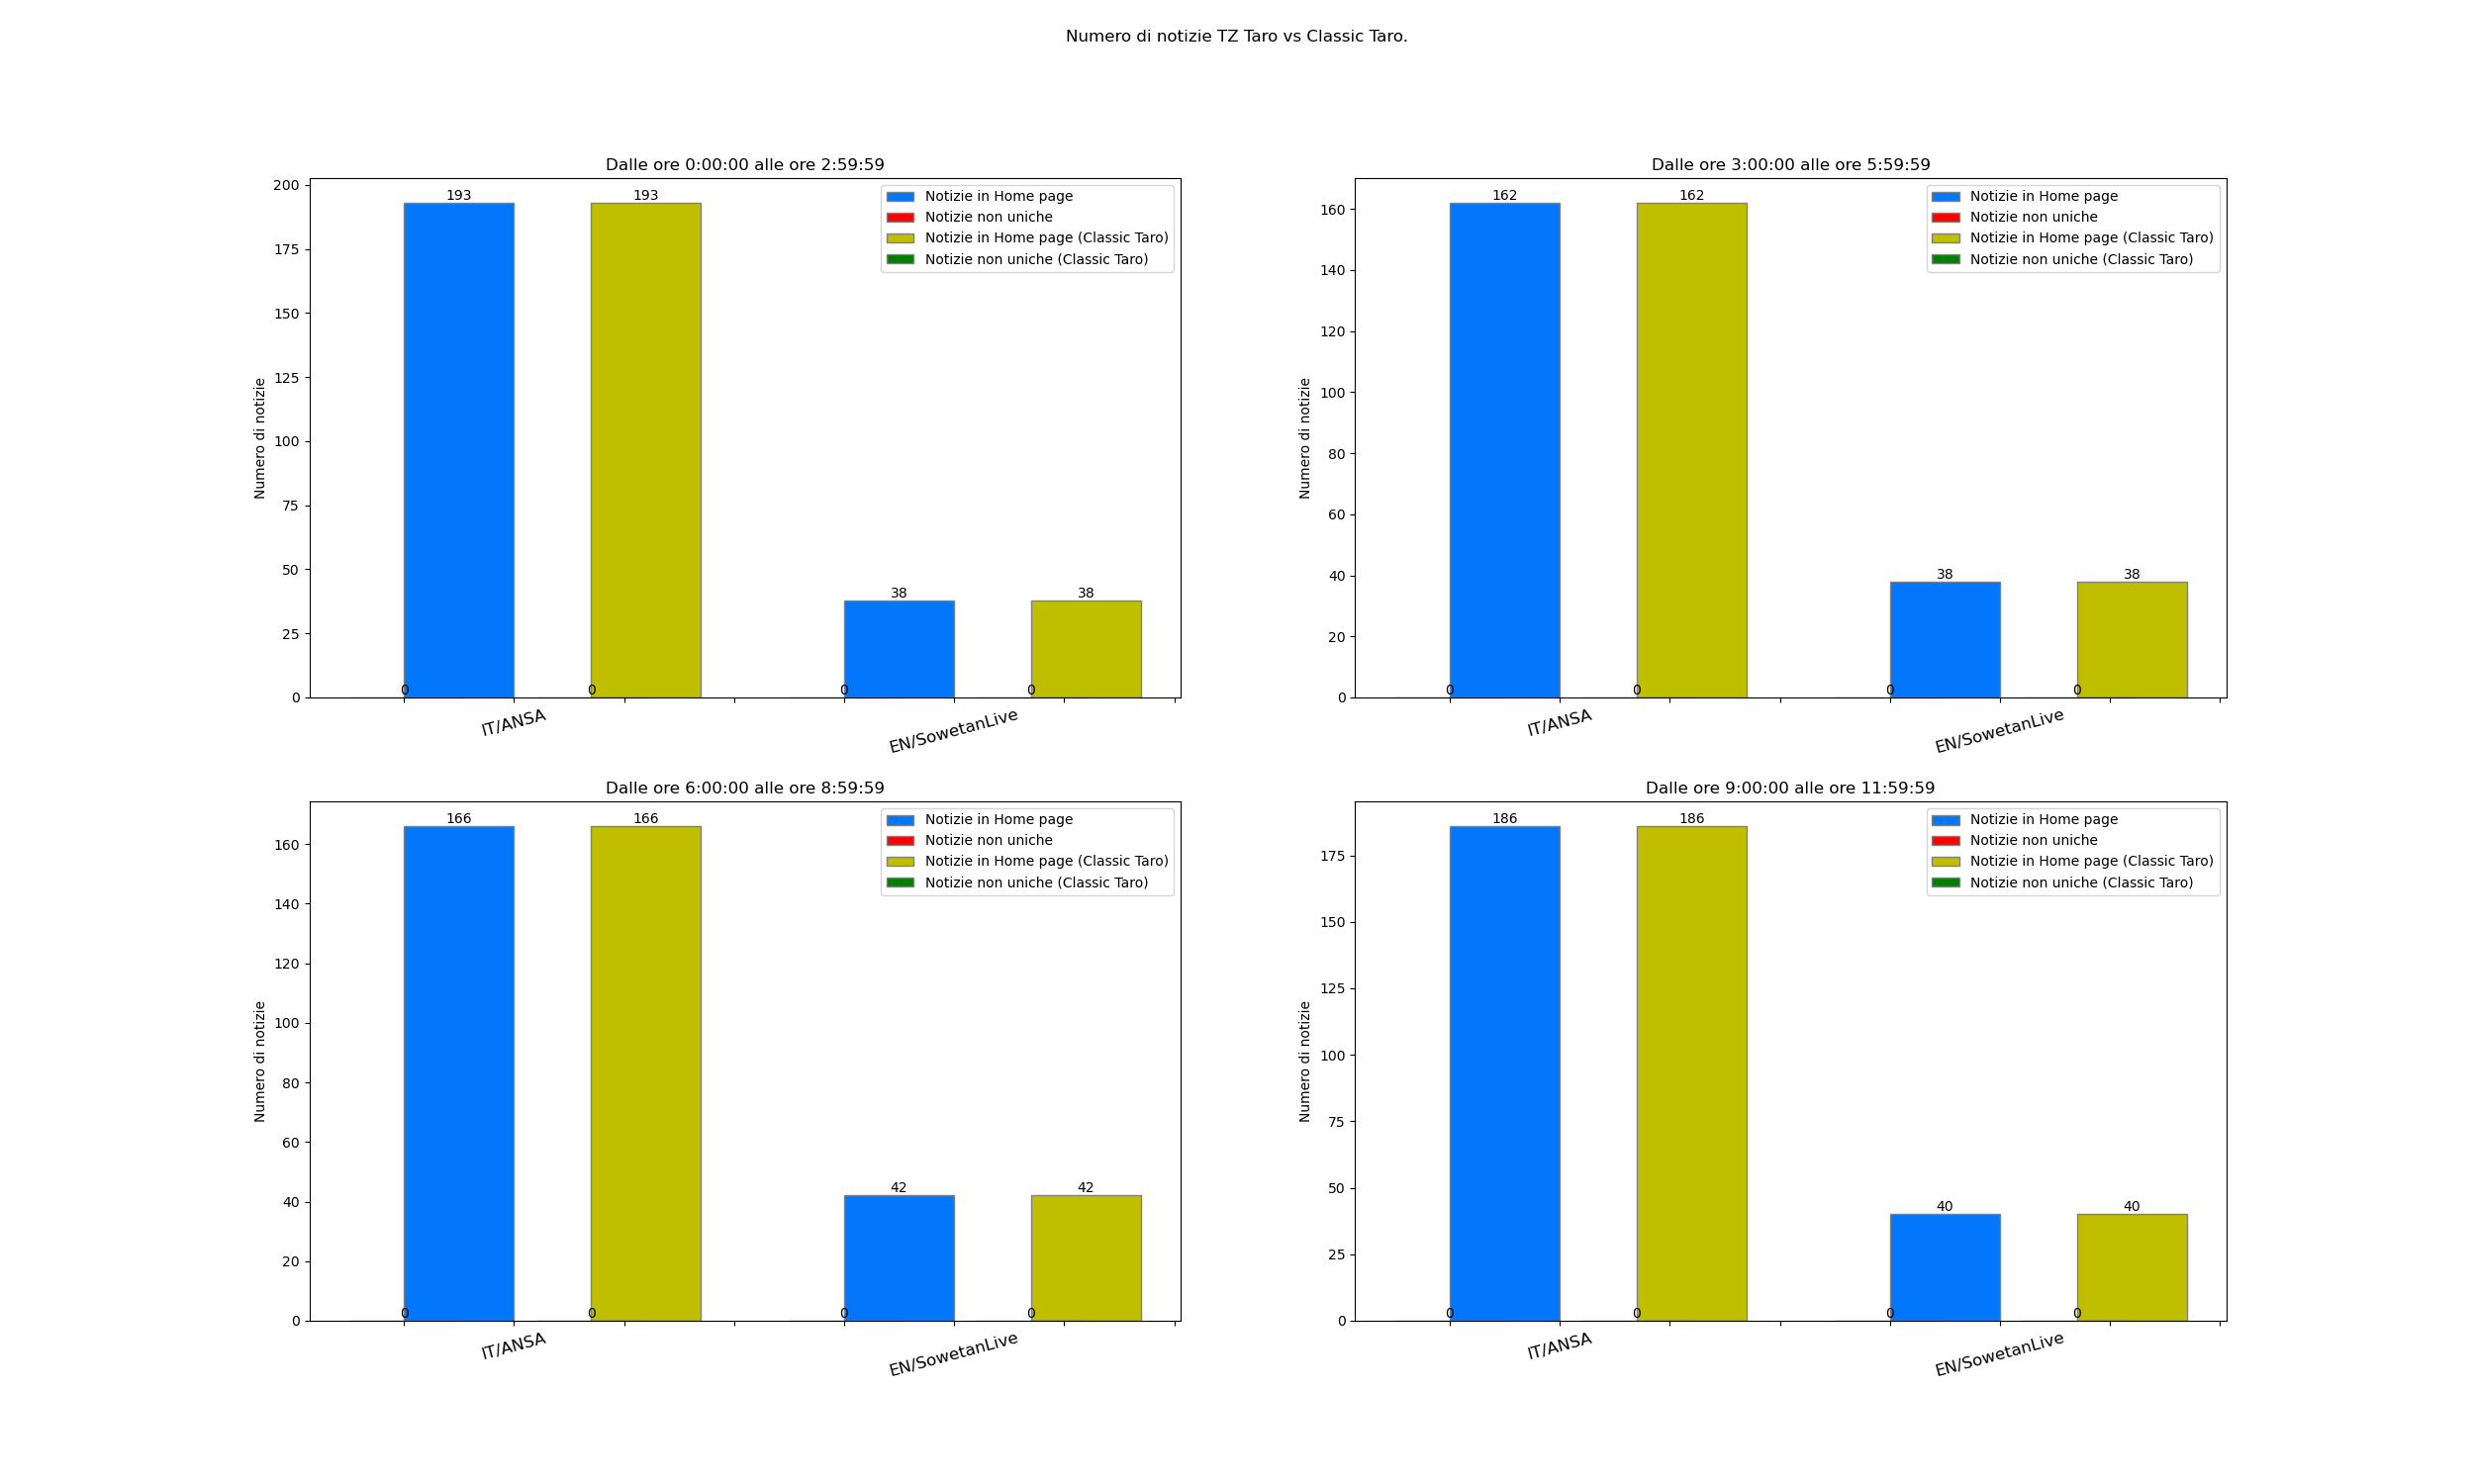 Numero di notizie TZ Taro vs Classic Taro.
Dalle ore 0:00:00 alle ore 2:59:59
Numero di notizie
200
175
150
125
100
75
50
25
0
193
193
38
38
0
0
0
0
Notizie in Home page
Notizie non uniche
Notizie in Home page (Classic Taro)
Notizie non uniche (Classic Taro)
IT/ANSA
EN/SowetanLive
Dalle ore 3:00:00 alle ore 5:59:59
Numero di notizie
160
140
120
100
80
60
40
20
0
162
162
38
38
0
0
0
0
Notizie in Home page
Notizie non uniche
Notizie in Home page (Classic Taro)
Notizie non uniche (Classic Taro)
IT/ANSA
EN/SowetanLive
Dalle ore 6:00:00 alle ore 8:59:59
Numero di notizie
160
140
120
100
80
60
40
20
0
166
166
42
42
0
0
0
0
Notizie in Home page
Notizie non uniche
Notizie in Home page (Classic Taro)
Notizie non uniche (Classic Taro)
IT/ANSA
EN/SowetanLive
Dalle ore 9:00:00 alle ore 11:59:59
Numero di notizie
175
150
125
100
75
50
25
0
186
186
40
40
0
0
0
0
Notizie in Home page
Notizie non uniche
Notizie in Home page (Classic Taro)
Notizie non uniche (Classic Taro)
IT/ANSA
EN/SowetanLive